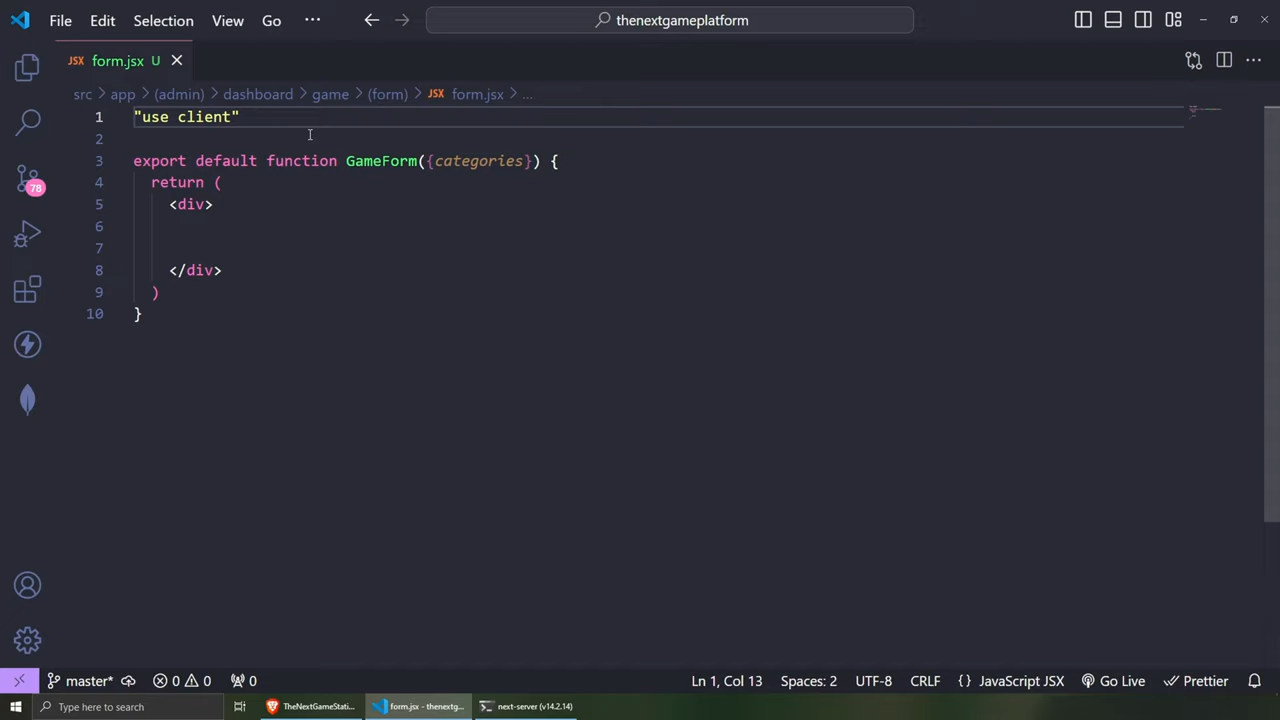 File Edit Selection View Go ··· thenextgameplatform
JSX form.jsx U
src > app > (admin) > dashboard > game > (form) > JSX form.jsx > ...
1 "use client"
2
3 export default function GameForm({categories}) {
4 return (
5 <div>
6
7
8 </div>
9 )
10 }
78
master* 0 0 0 Ln 1, Col 13 Spaces: 2 UTF-8 CRLF {} JavaScript JSX Go Live Prettier
Type here to search TheNextGameStati... form.jsx - thenextg... next-server (v14.2.14)